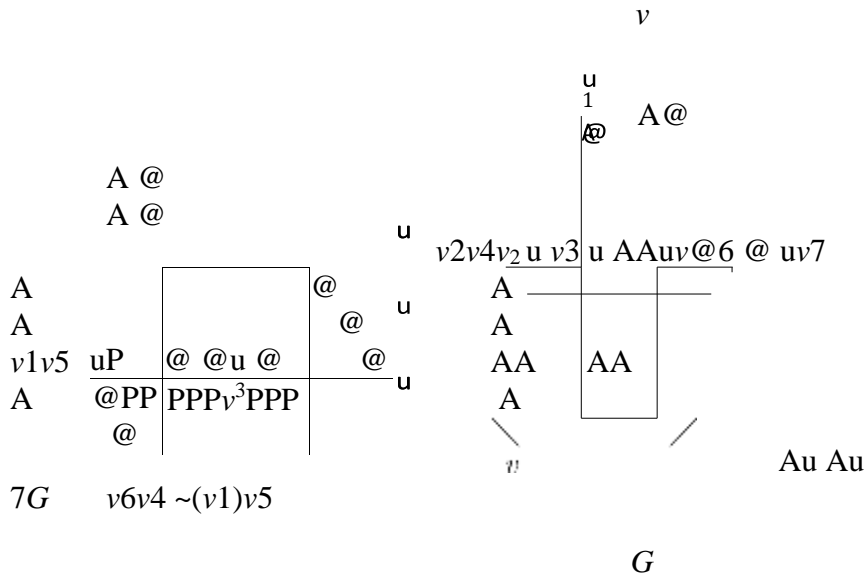 v
u
1
A@
A@
A @
A @
u
v2v4v2 u v3 u AAuv@6 @ uv7
A @ A
u
A @ A
v1v5 uP @ @u @ @ AA AA
u
A @PP PPPv3PPP A
@
v Au Au
7G v6v4 ~(v1)v5
G